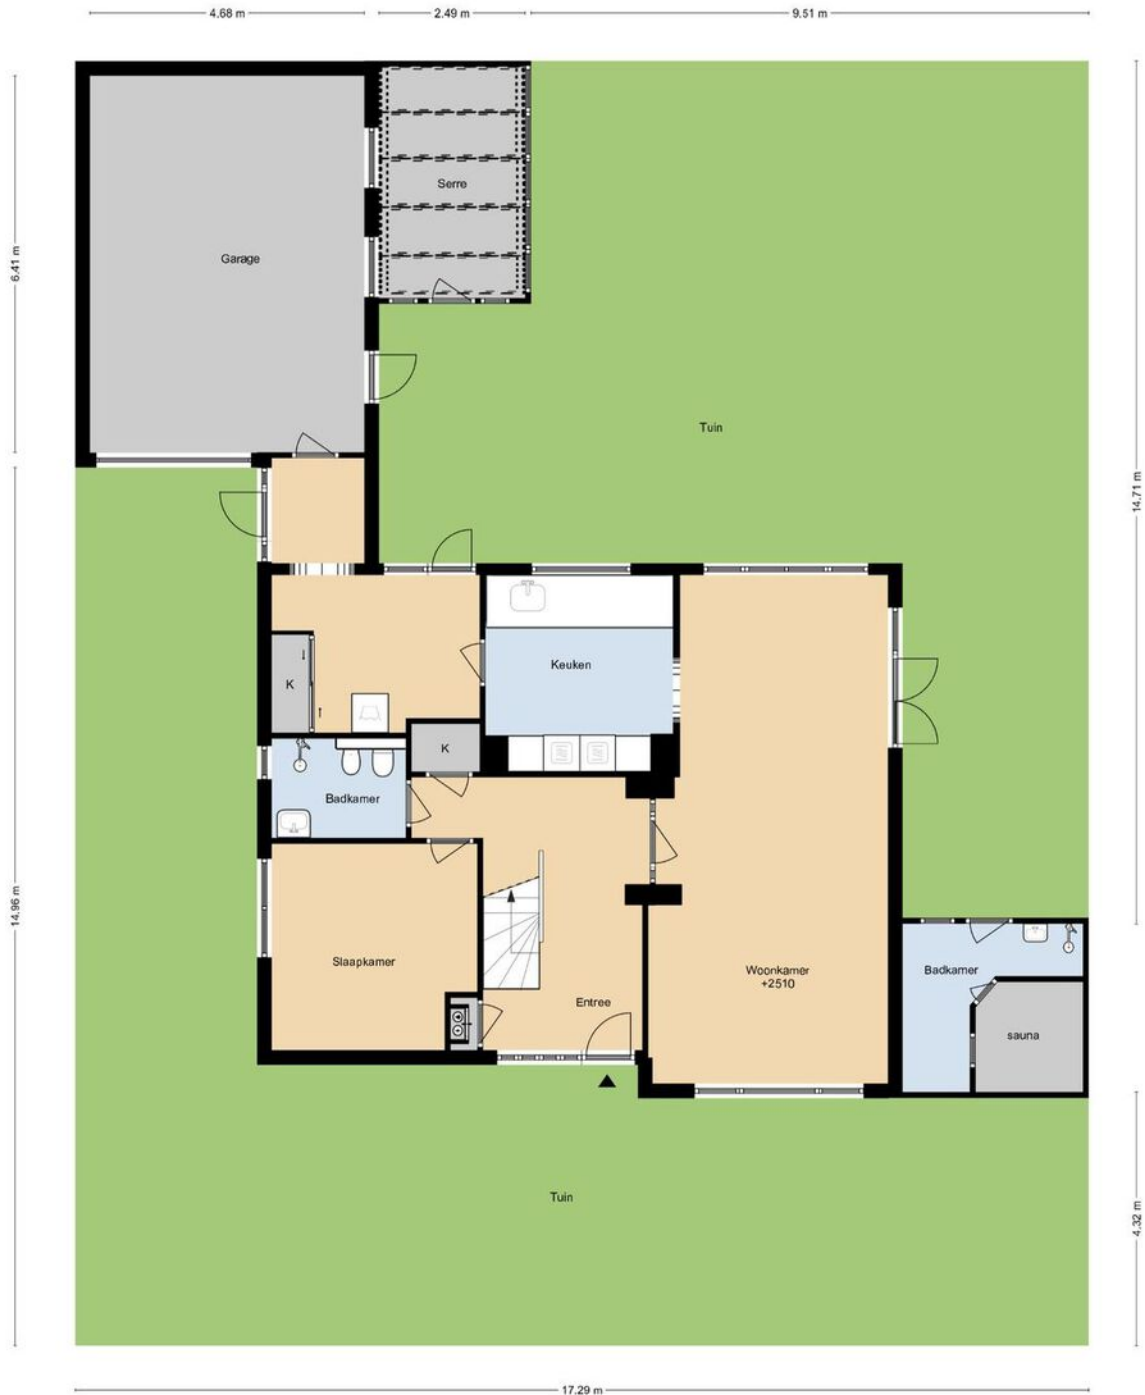 4.68 m
2.49 m
9.51 m
Serre
6.41 m
Garage
Tuin
14.71 m
Keuken
K
K
Badkamer
14.96 m
Slaapkamer
Woonkamer
+2510
Badkamer
Entree
sauna
Tuin
4.32 m
17.29 m